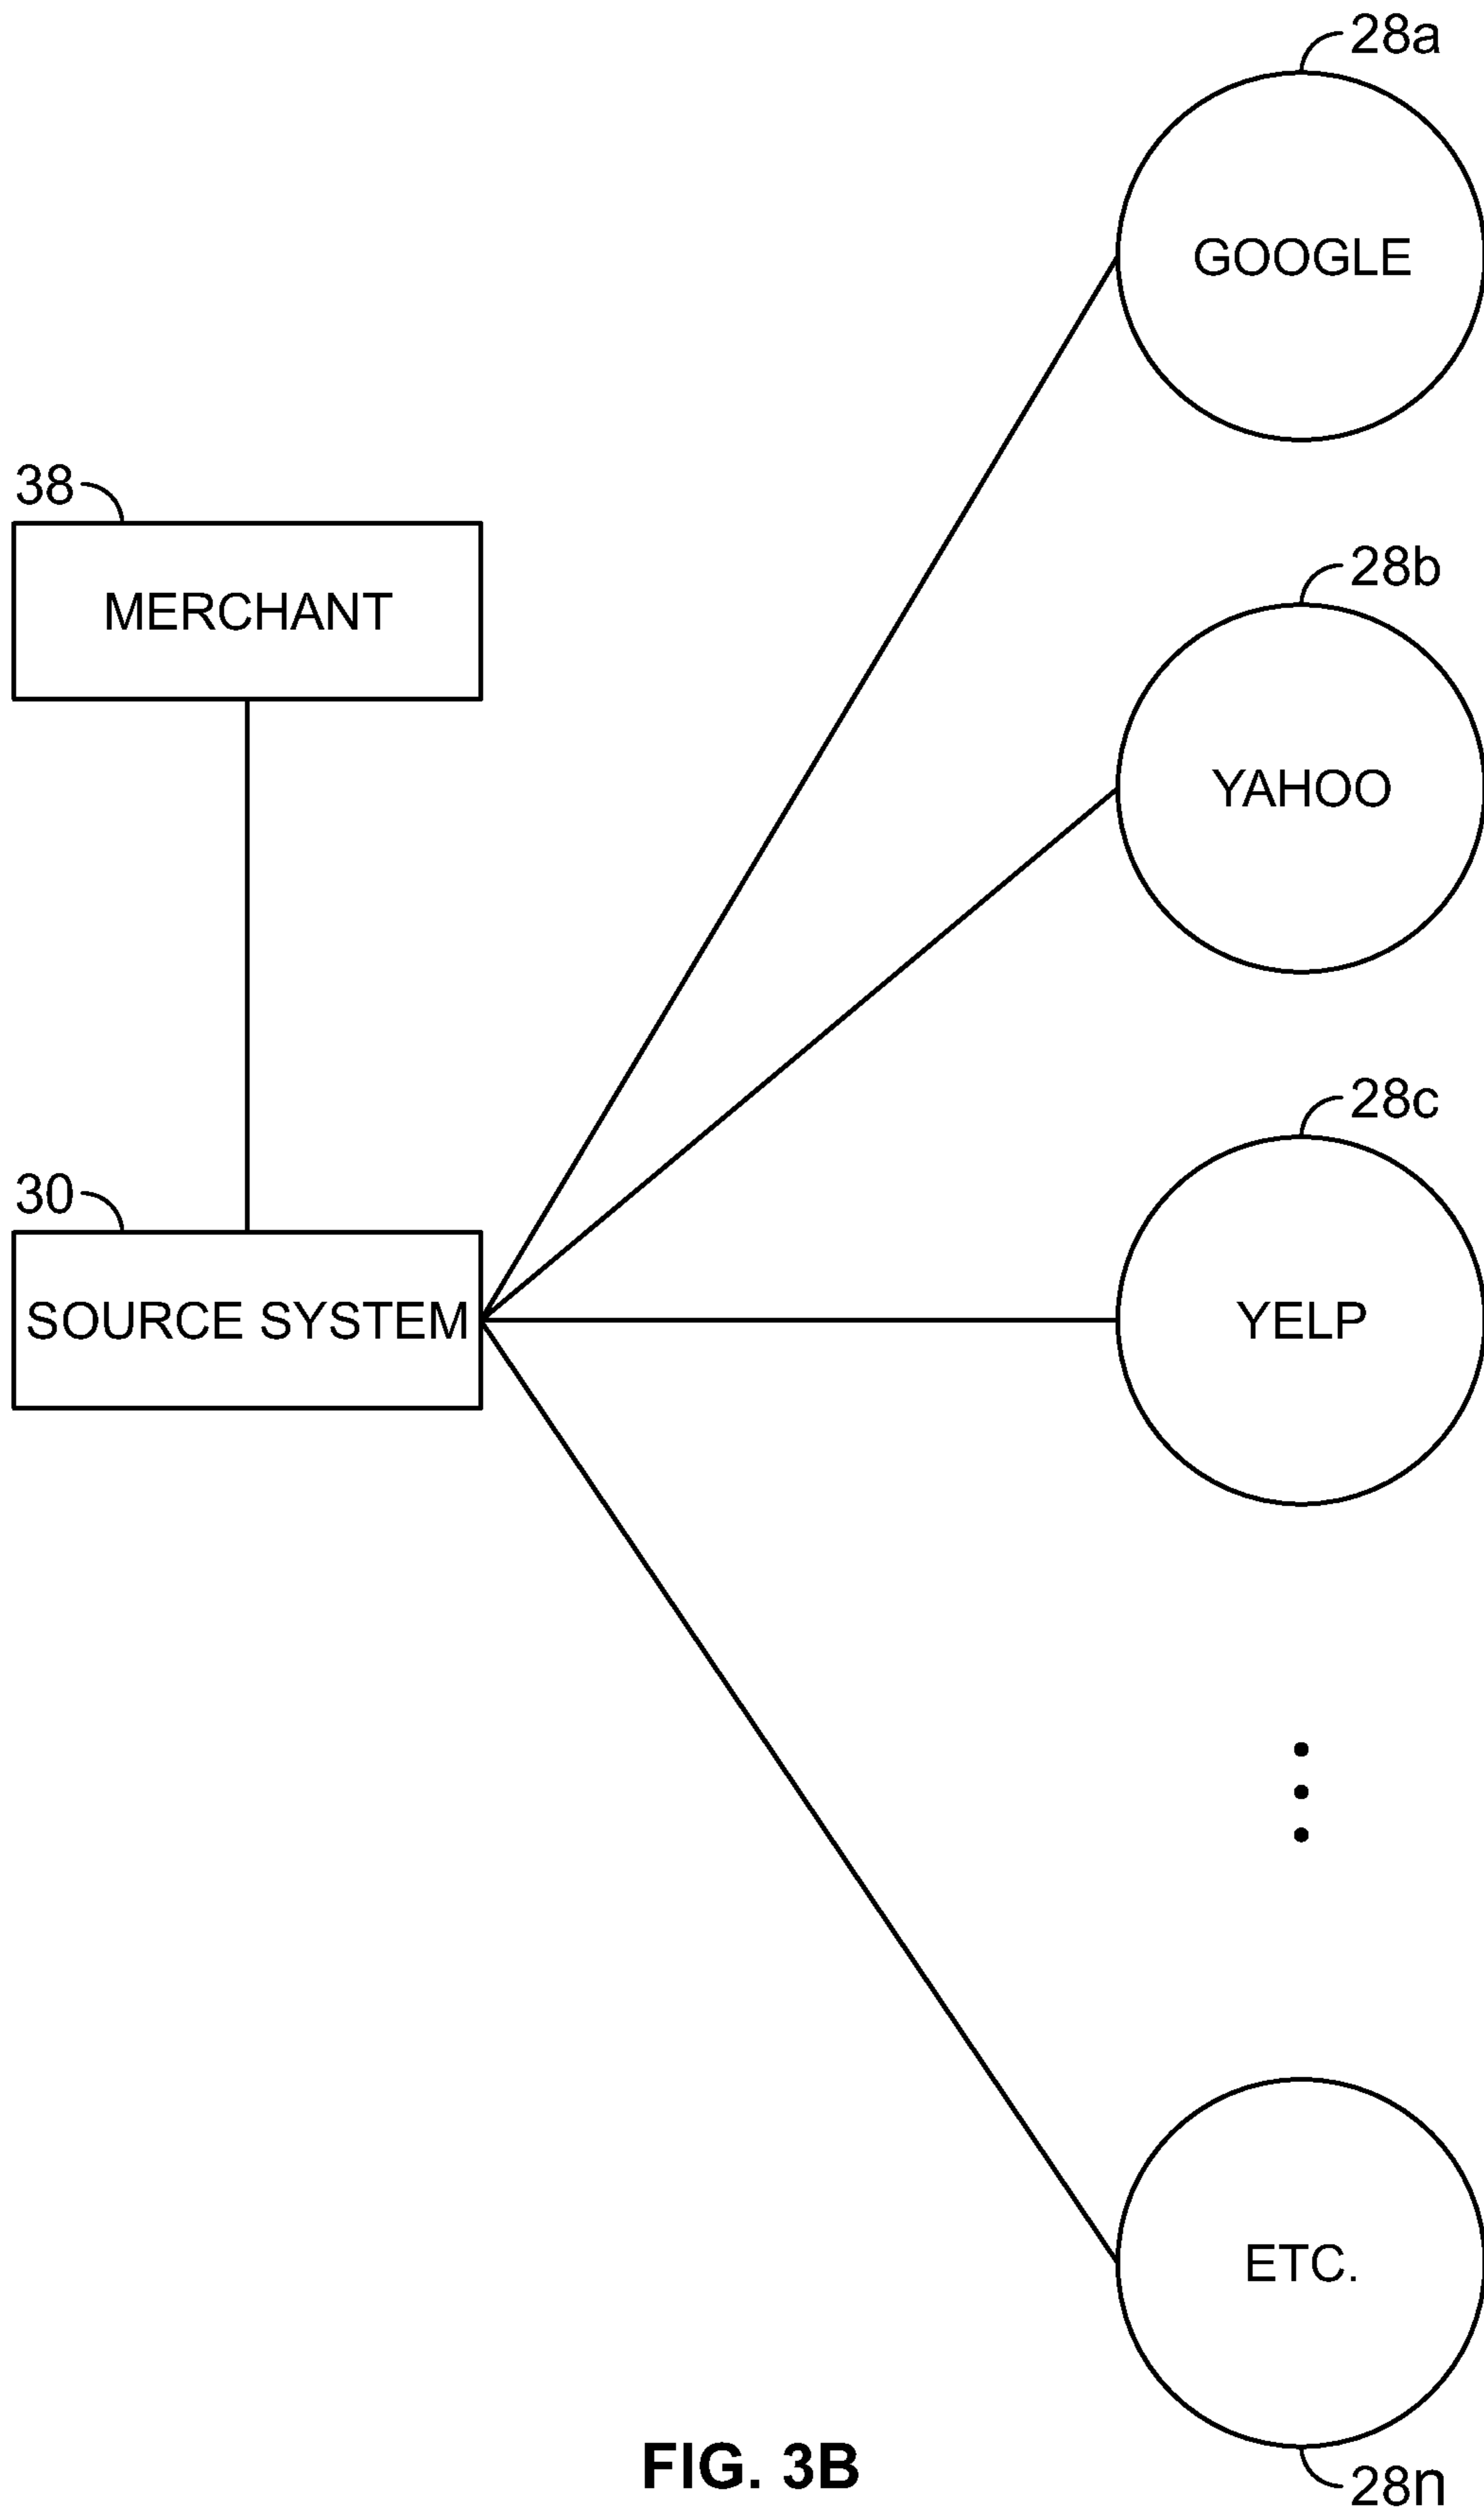 28a
GOOGLE
38
MERCHANT
28b
YAHOO
28c
30
SOURCE SYSTEM
YELP
ETC.
FIG. 3B
28n